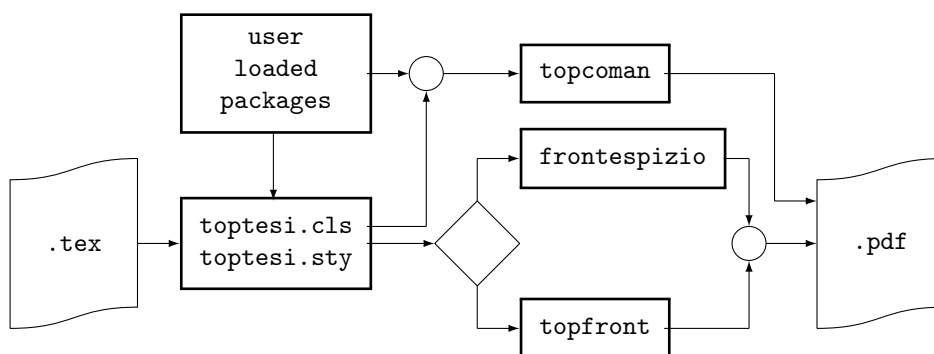 user
loaded
packages
topcoman
frontespizio
.tex
toptesi.cls
toptesi.sty
.pdf
topfront